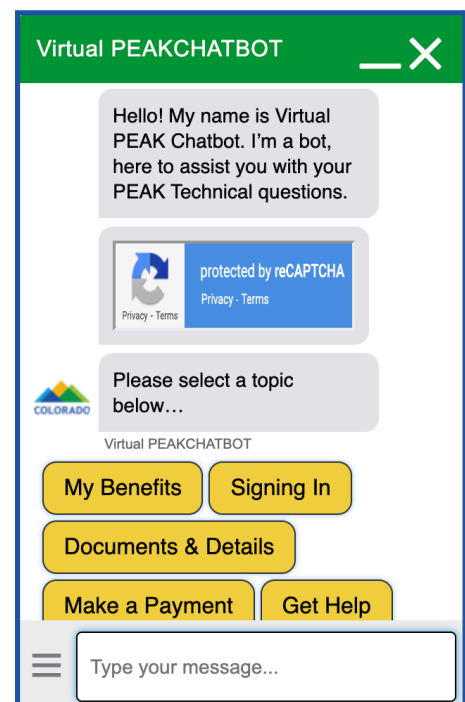 Virtual PEAKCHATBOT
Hello! My name is Virtual
PEAK Chatbot. I'm a bot,
here to assist you with your
PEAK Technical questions.
protected by reCAPTCHA
Privacy - Terms
Privacy - Terms
Please select a topic
below...
COLORADO
Virtual PEAKCHATBOT
My Benefits
Signing In
Documents & Details
Make a Payment
Get Help
Type your message...